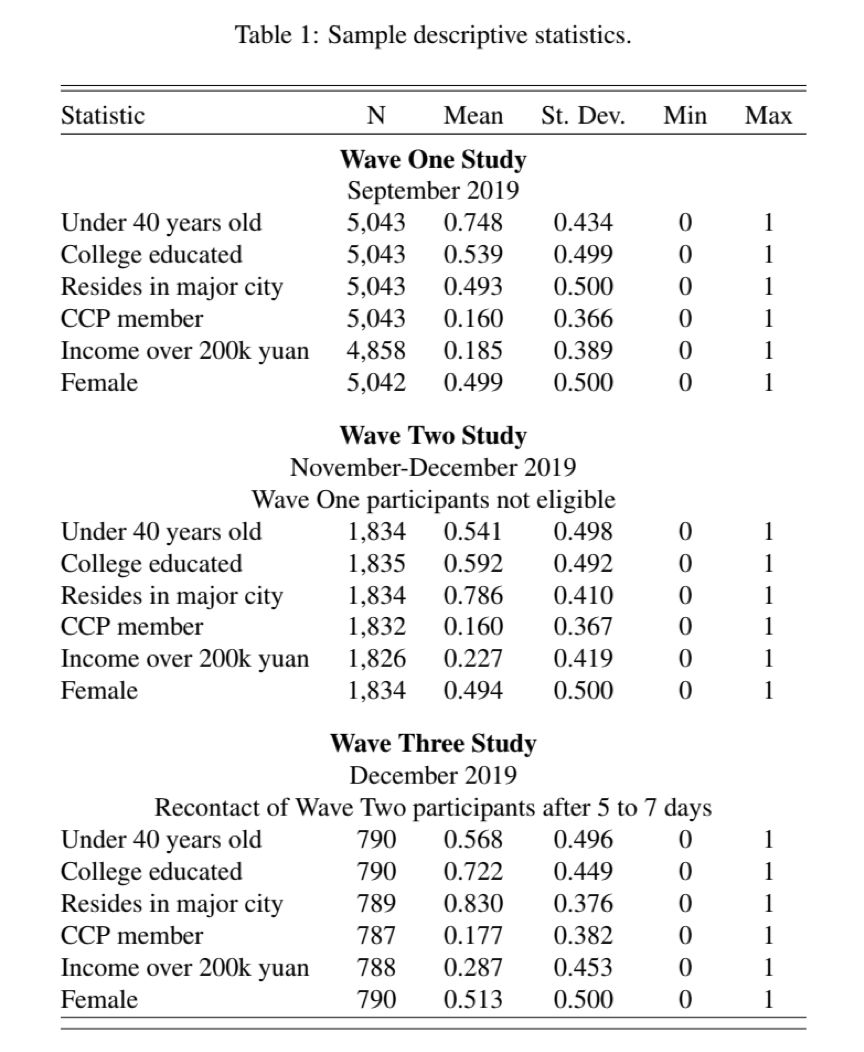 Table 1: Sample descriptive statistics.
Statistic N Mean St. Dev. Min Max
Wave One Study
September 2019
Under 40 years old 5,043 0.748 0.434 0 1
College educated 5,043 0.539 0.499 0 1
Resides in major city 5,043 0.493 0.500 0 1
CCP member 5,043 0.160 0.366 0 1
Income over 200k yuan 4,858 0.185 0.389 0 1
Female 5,042 0.499 0.500 0 1
Wave Two Study
November-December 2019
Wave One participants not eligible
Under 40 years old 1,834 0.541 0.498 0 1
College educated 1,835 0.592 0.492 0 1
Resides in major city 1,834 0.786 0.410 0 1
CCP member 1,832 0.160 0.367 0 1
Income over 200k yuan 1,826 0.227 0.419 0 1
Female 1,834 0.494 0.500 0 1
Wave Three Study
December 2019
Recontact of Wave Two participants after 5 to 7 days
Under 40 years old 790 0.568 0.496 0 1
College educated 790 0.722 0.449 0 1
Resides in major city 789 0.830 0.376 0 1
CCP member 787 0.177 0.382 0 1
Income over 200k yuan 788 0.287 0.453 0 1
Female 790 0.513 0.500 0 1